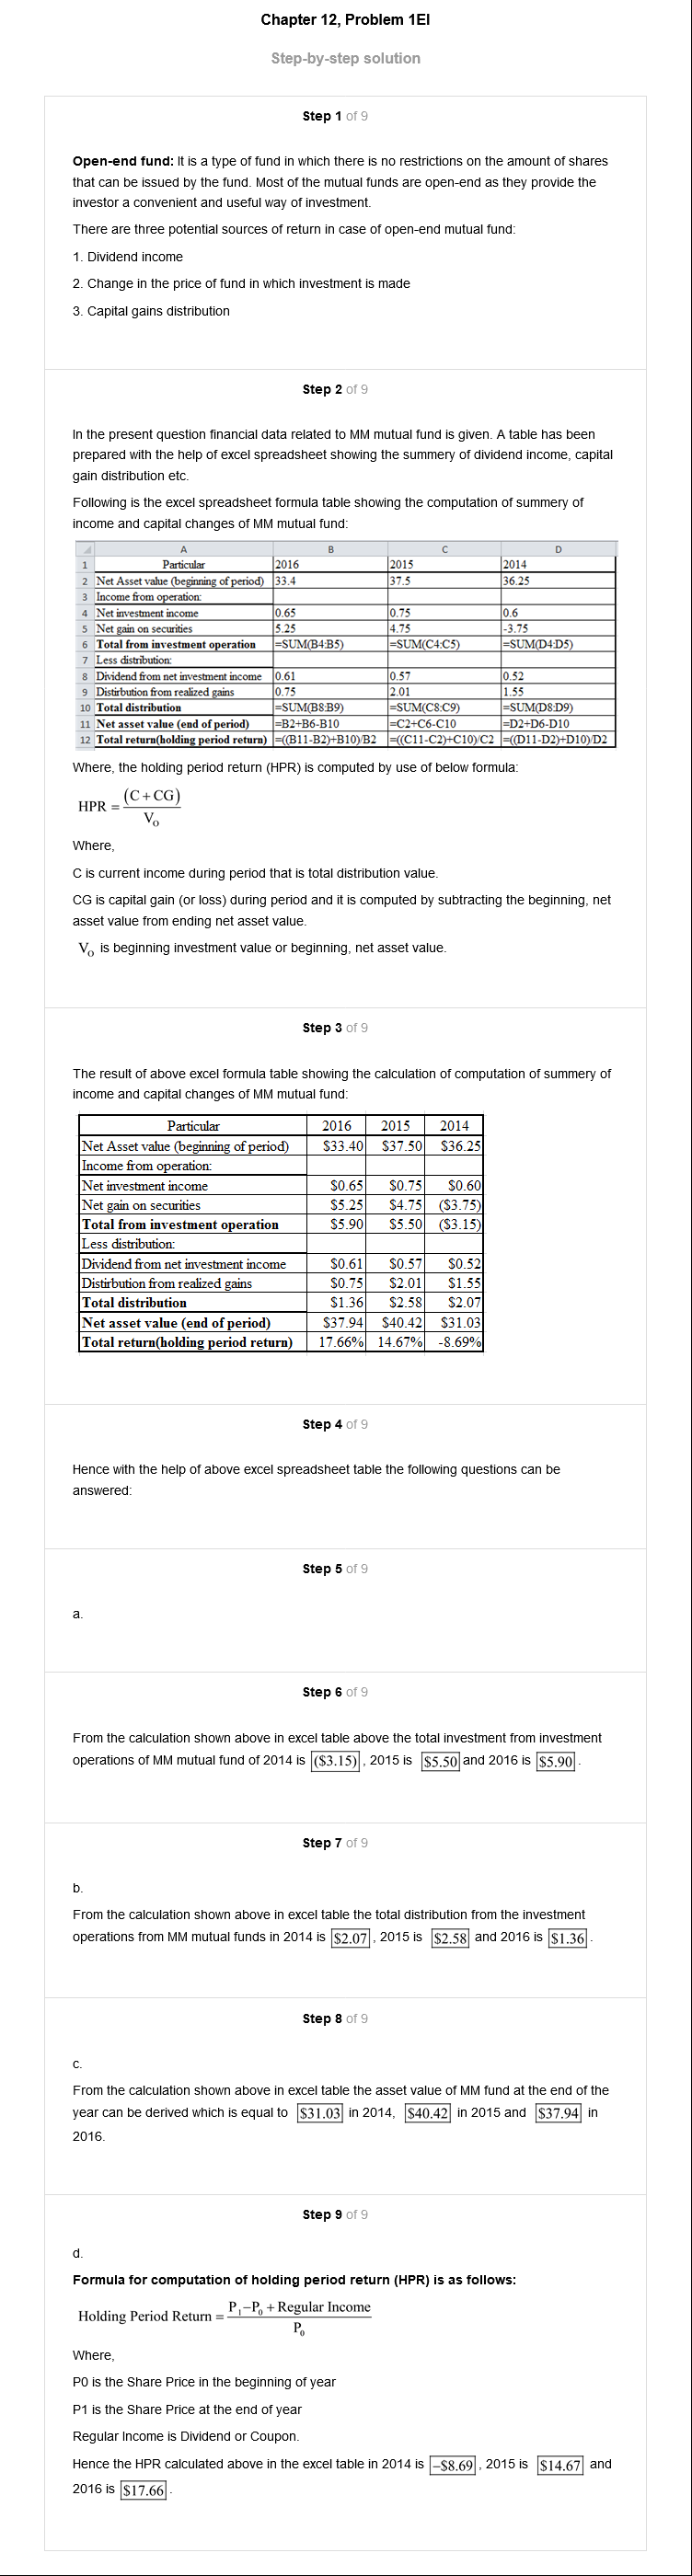 Chapter 12, Problem 1EI
Step-by-step solution
Step 1 of 9
Open-end fund: It is a type of fund in which there is no restrictions on the amount of shares
that can be issued by the fund. Most of the mutual funds are open-end as they provide the
investor a convenient and useful way of investment.
There are three potential sources of return in case of open-end mutual fund:
1. Dividend income
2. Change in the price of fund in which investment is made
3. Capital gains distribution
Step 2 of 9
In the present question financial data related to MM mutual fund is given. A table has been
prepared with the help of excel spreadsheet showing the summery of dividend income, capital
gain distribution etc.
Following is the excel spreadsheet formula table showing the computation of summery of
income and capital changes of MM mutual fund:
A B C D
1 Particular 2016 2015 2014
2 Net Asset value (beginning of period) 33.4 37.5 36.25
3 Income from operation:
4 Net investment income 0.65 0.75 0.6
5 Net gain on securities 5.25 4.75 -3.75
6 Total from investment operation =SUM(B4:B5) =SUM(C4:C5) =SUM(D4:D5)
7 Less distribution:
8 Dividend from net investment income 0.61 0.57 0.52
9 Distirbution from realized gains 0.75 2.01 1.55
10 Total distribution =SUM(B8:B9) =SUM(C8:C9) =SUM(D8:D9)
11 Net asset value (end of period) =B2+B6-B10 =C2+C6-C10 =D2+D6-D10
12 Total return(holding period return) =((B11-B2)+B10)/B2 =((C11-C2)+C10)/C2 =((D11-D2)+D10)/D2
Where, the holding period return (HPR) is computed by use of below formula:
HPR = (C+CG) / V₀
Where,
C is current income during period that is total distribution value.
CG is capital gain (or loss) during period and it is computed by subtracting the beginning, net
asset value from ending net asset value.
V₀ is beginning investment value or beginning, net asset value.
Step 3 of 9
The result of above excel formula table showing the calculation of computation of summery of
income and capital changes of MM mutual fund:
Particular 2016 2015 2014
Net Asset value (beginning of period) $33.40 $37.50 $36.25
Income from operation:
Net investment income $0.65 $0.75 $0.60
Net gain on securities $5.25 $4.75 ($3.75)
Total from investment operation $5.90 $5.50 ($3.15)
Less distribution:
Dividend from net investment income $0.61 $0.57 $0.52
Distirbution from realized gains $0.75 $2.01 $1.55
Total distribution $1.36 $2.58 $2.07
Net asset value (end of period) $37.94 $40.42 $31.03
Total return(holding period return) 17.66% 14.67% -8.69%
Step 4 of 9
Hence with the help of above excel spreadsheet table the following questions can be
answered:
Step 5 of 9
a.
Step 6 of 9
From the calculation shown above in excel table above the total investment from investment
operations of MM mutual fund of 2014 is ($3.15), 2015 is $5.50 and 2016 is $5.90.
Step 7 of 9
b.
From the calculation shown above in excel table the total distribution from the investment
operations from MM mutual funds in 2014 is $2.07, 2015 is $2.58 and 2016 is $1.36.
Step 8 of 9
c.
From the calculation shown above in excel table the asset value of MM fund at the end of the
year can be derived which is equal to $31.03 in 2014, $40.42 in 2015 and $37.94 in
2016.
Step 9 of 9
d.
Formula for computation of holding period return (HPR) is as follows:
Holding Period Return = P₁−P₀ + Regular Income / P₀
Where,
P0 is the Share Price in the beginning of year
P1 is the Share Price at the end of year
Regular Income is Dividend or Coupon.
Hence the HPR calculated above in the excel table in 2014 is −$8.69, 2015 is $14.67 and
2016 is $17.66.